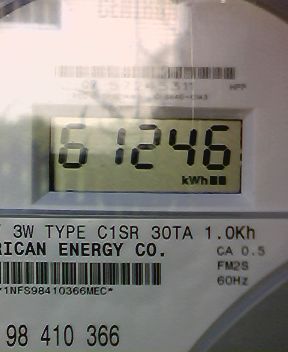 61246
kWh
3W TYPE C1SR 30TA 1.0Kh
RICAN ENERGY CO.
CA 0.5
FM2S
60Hz
*1NFS98410366MEC*
98 410 366